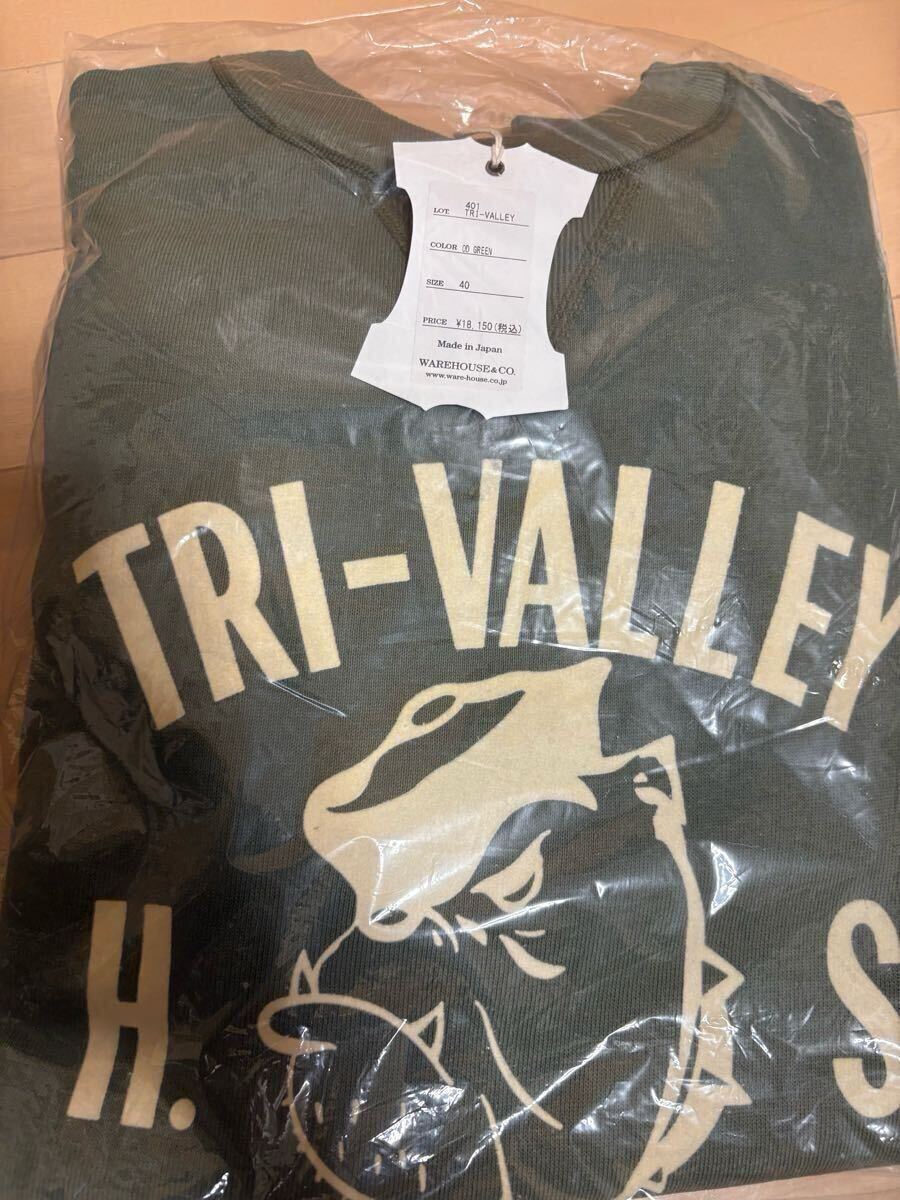 401
LOT. TRI-VALLEY
COLOR OD GREEN
SIZE 40
PRICE ¥18,150(税込)
Made in Japan
WAREHOUSE&CO.
www.ware-house.co.jp
TRI-VALLEY
H. S